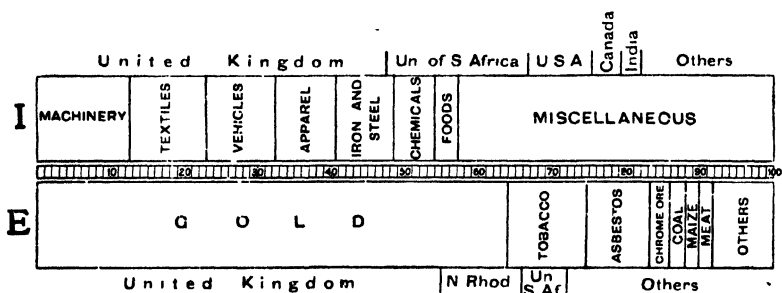 United Kingdom Un of S Africa USA Canada India Others
I MACHINERY TEXTILES VEHICLES APPAREL IRON AND STEEL CHEMICALS FOODS MISCELLANEOUS
10 20 30 40 50 60 70 80 90 100
E GOLD TOBACCO ASBESTOS CHROME ORE COAL MAIZE MEAT OTHERS
United Kingdom N Rhod Un S Af Others